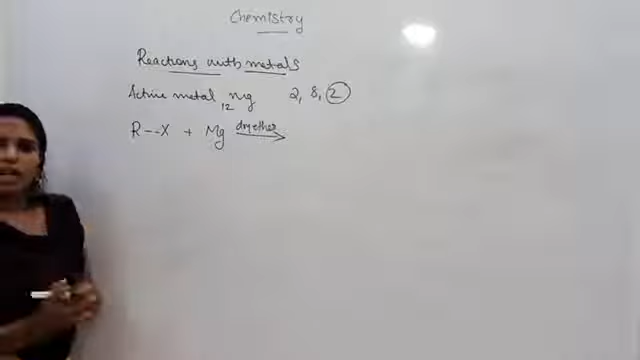 Chemistry
Reactions with metals
Active metal ₁₂Mg 2, 8, 2
R--X + Mg dry ether →